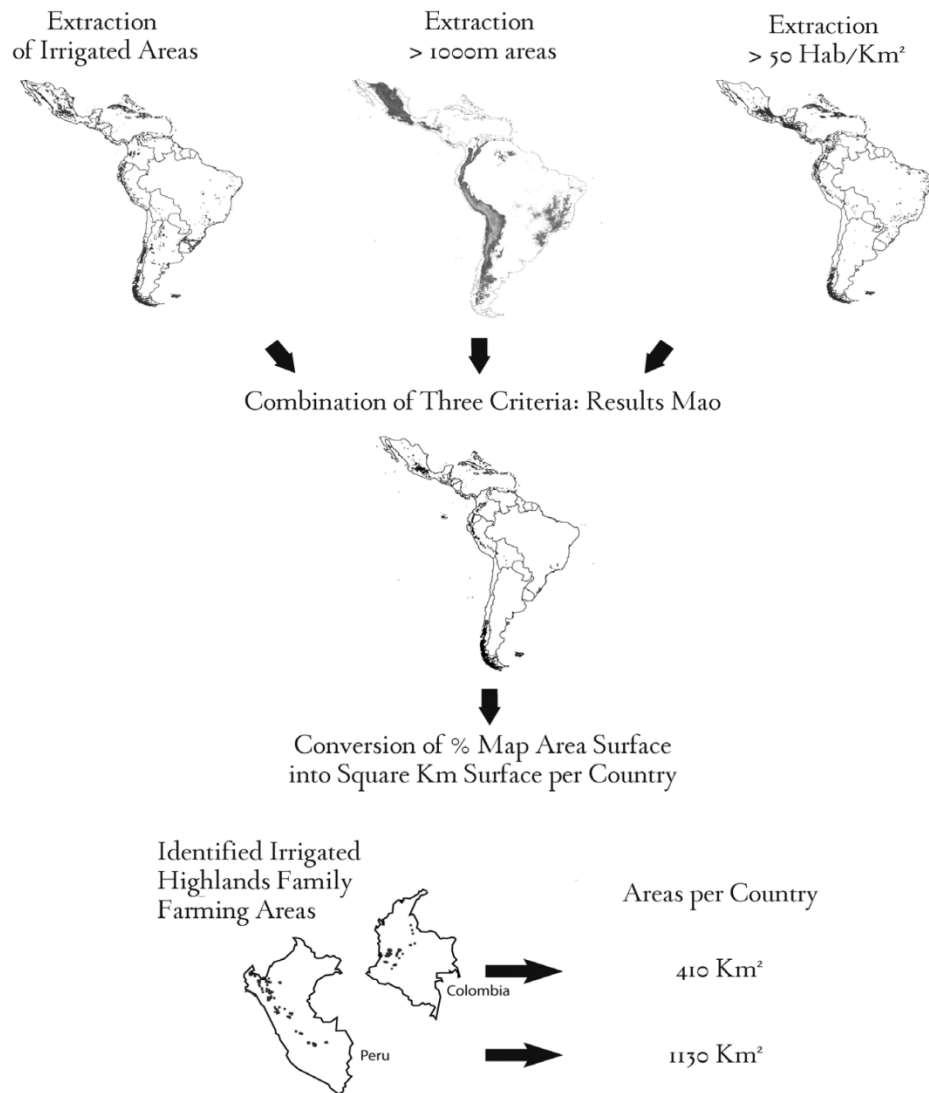 Extraction
of Irrigated Areas
Extraction
> 1000m areas
Extraction
> 50 Hab/Km²
Combination of Three Criteria: Results Mao
Conversion of % Map Area Surface
into Square Km Surface per Country
Identified Irrigated
Highlands Family
Farming Areas
Areas per Country
Colombia
410 Km²
Peru
1130 Km²